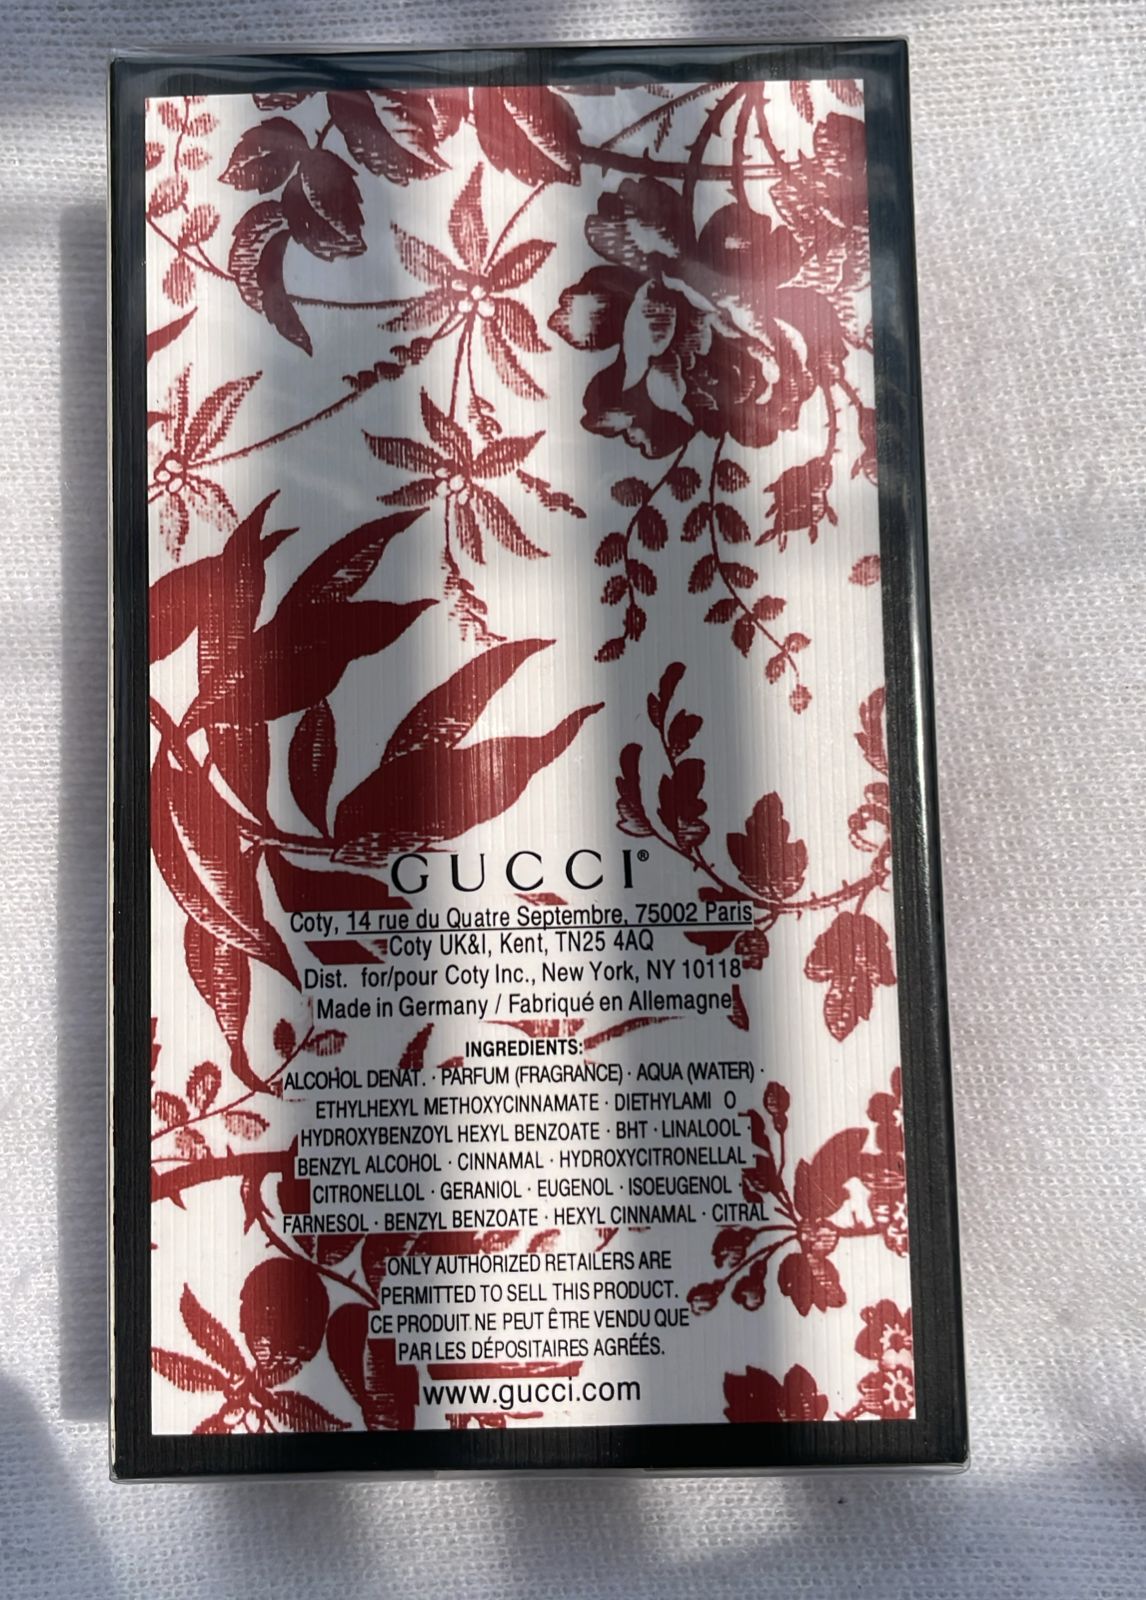 GUCCI®
Coty, 14 rue du Quatre Septembre, 75002 Paris
Coty UK&I, Kent, TN25 4AQ
Dist. for/pour Coty Inc., New York, NY 10118
Made in Germany / Fabriqué en Allemagne
INGREDIENTS:
ALCOHOL DENAT. · PARFUM (FRAGRANCE) · AQUA (WATER) ·
ETHYLHEXYL METHOXYCINNAMATE · DIETHYLAMI O
HYDROXYBENZOYL HEXYL BENZOATE · BHT · LINALOOL ·
BENZYL ALCOHOL · CINNAMAL · HYDROXYCITRONELLAL ·
CITRONELLOL · GERANIOL · EUGENOL · ISOEUGENOL ·
FARNESOL · BENZYL BENZOATE · HEXYL CINNAMAL · CITRAL
ONLY AUTHORIZED RETAILERS ARE
PERMITTED TO SELL THIS PRODUCT.
CE PRODUIT NE PEUT ÊTRE VENDU QUE
PAR LES DÉPOSITAIRES AGRÉÉS.
www.gucci.com